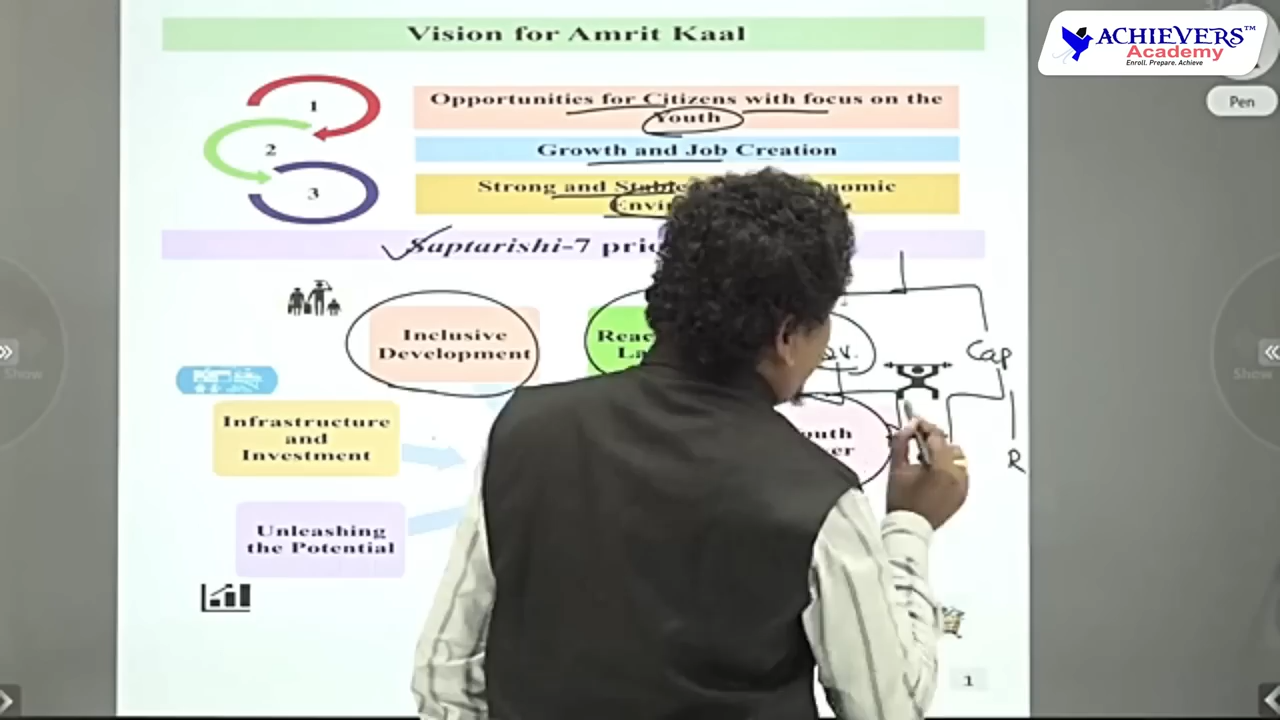 Vision for Amrit Kaal
ACHIEVERS™
Academy
Enroll. Prepare. Achieve
Pen
1
Opportunities for Citizens with focus on the
Youth
2
Growth and Job Creation
3
Strong and Stable
Saptarishi-7
Inclusive
Development
Cap
Show
Show
Infrastructure
and
Investment
R
Unleashing
the Potential
1